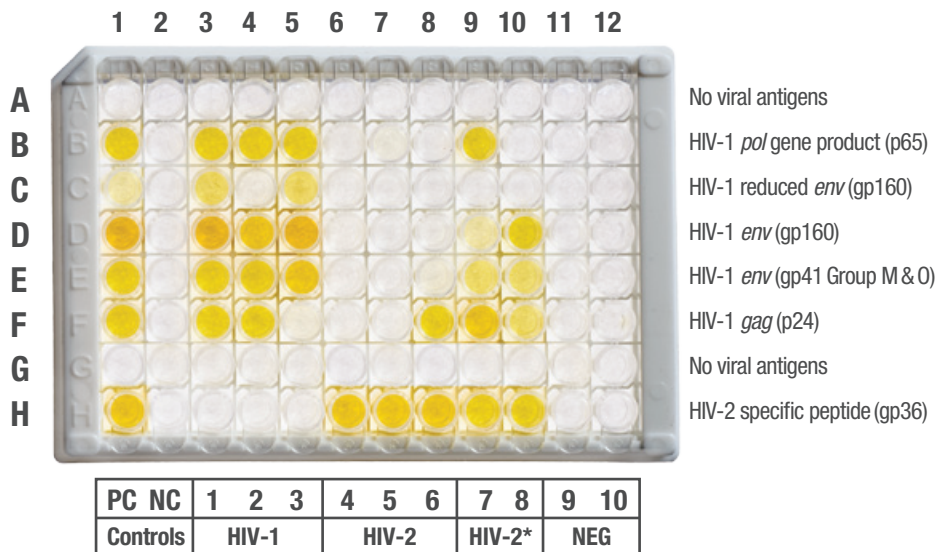 1 2 3 4 5 6 7 8 9 10 11 12
A A No viral antigens
B B HIV-1 pol gene product (p65)
C C HIV-1 reduced env (gp160)
D D HIV-1 env (gp160)
E E HIV-1 env (gp41 Group M & O)
F F HIV-1 gag (p24)
G G No viral antigens
H H HIV-2 specific peptide (gp36)
PC NC 1 2 3 4 5 6 7 8 9 10
Controls HIV-1 HIV-2 HIV-2* NEG